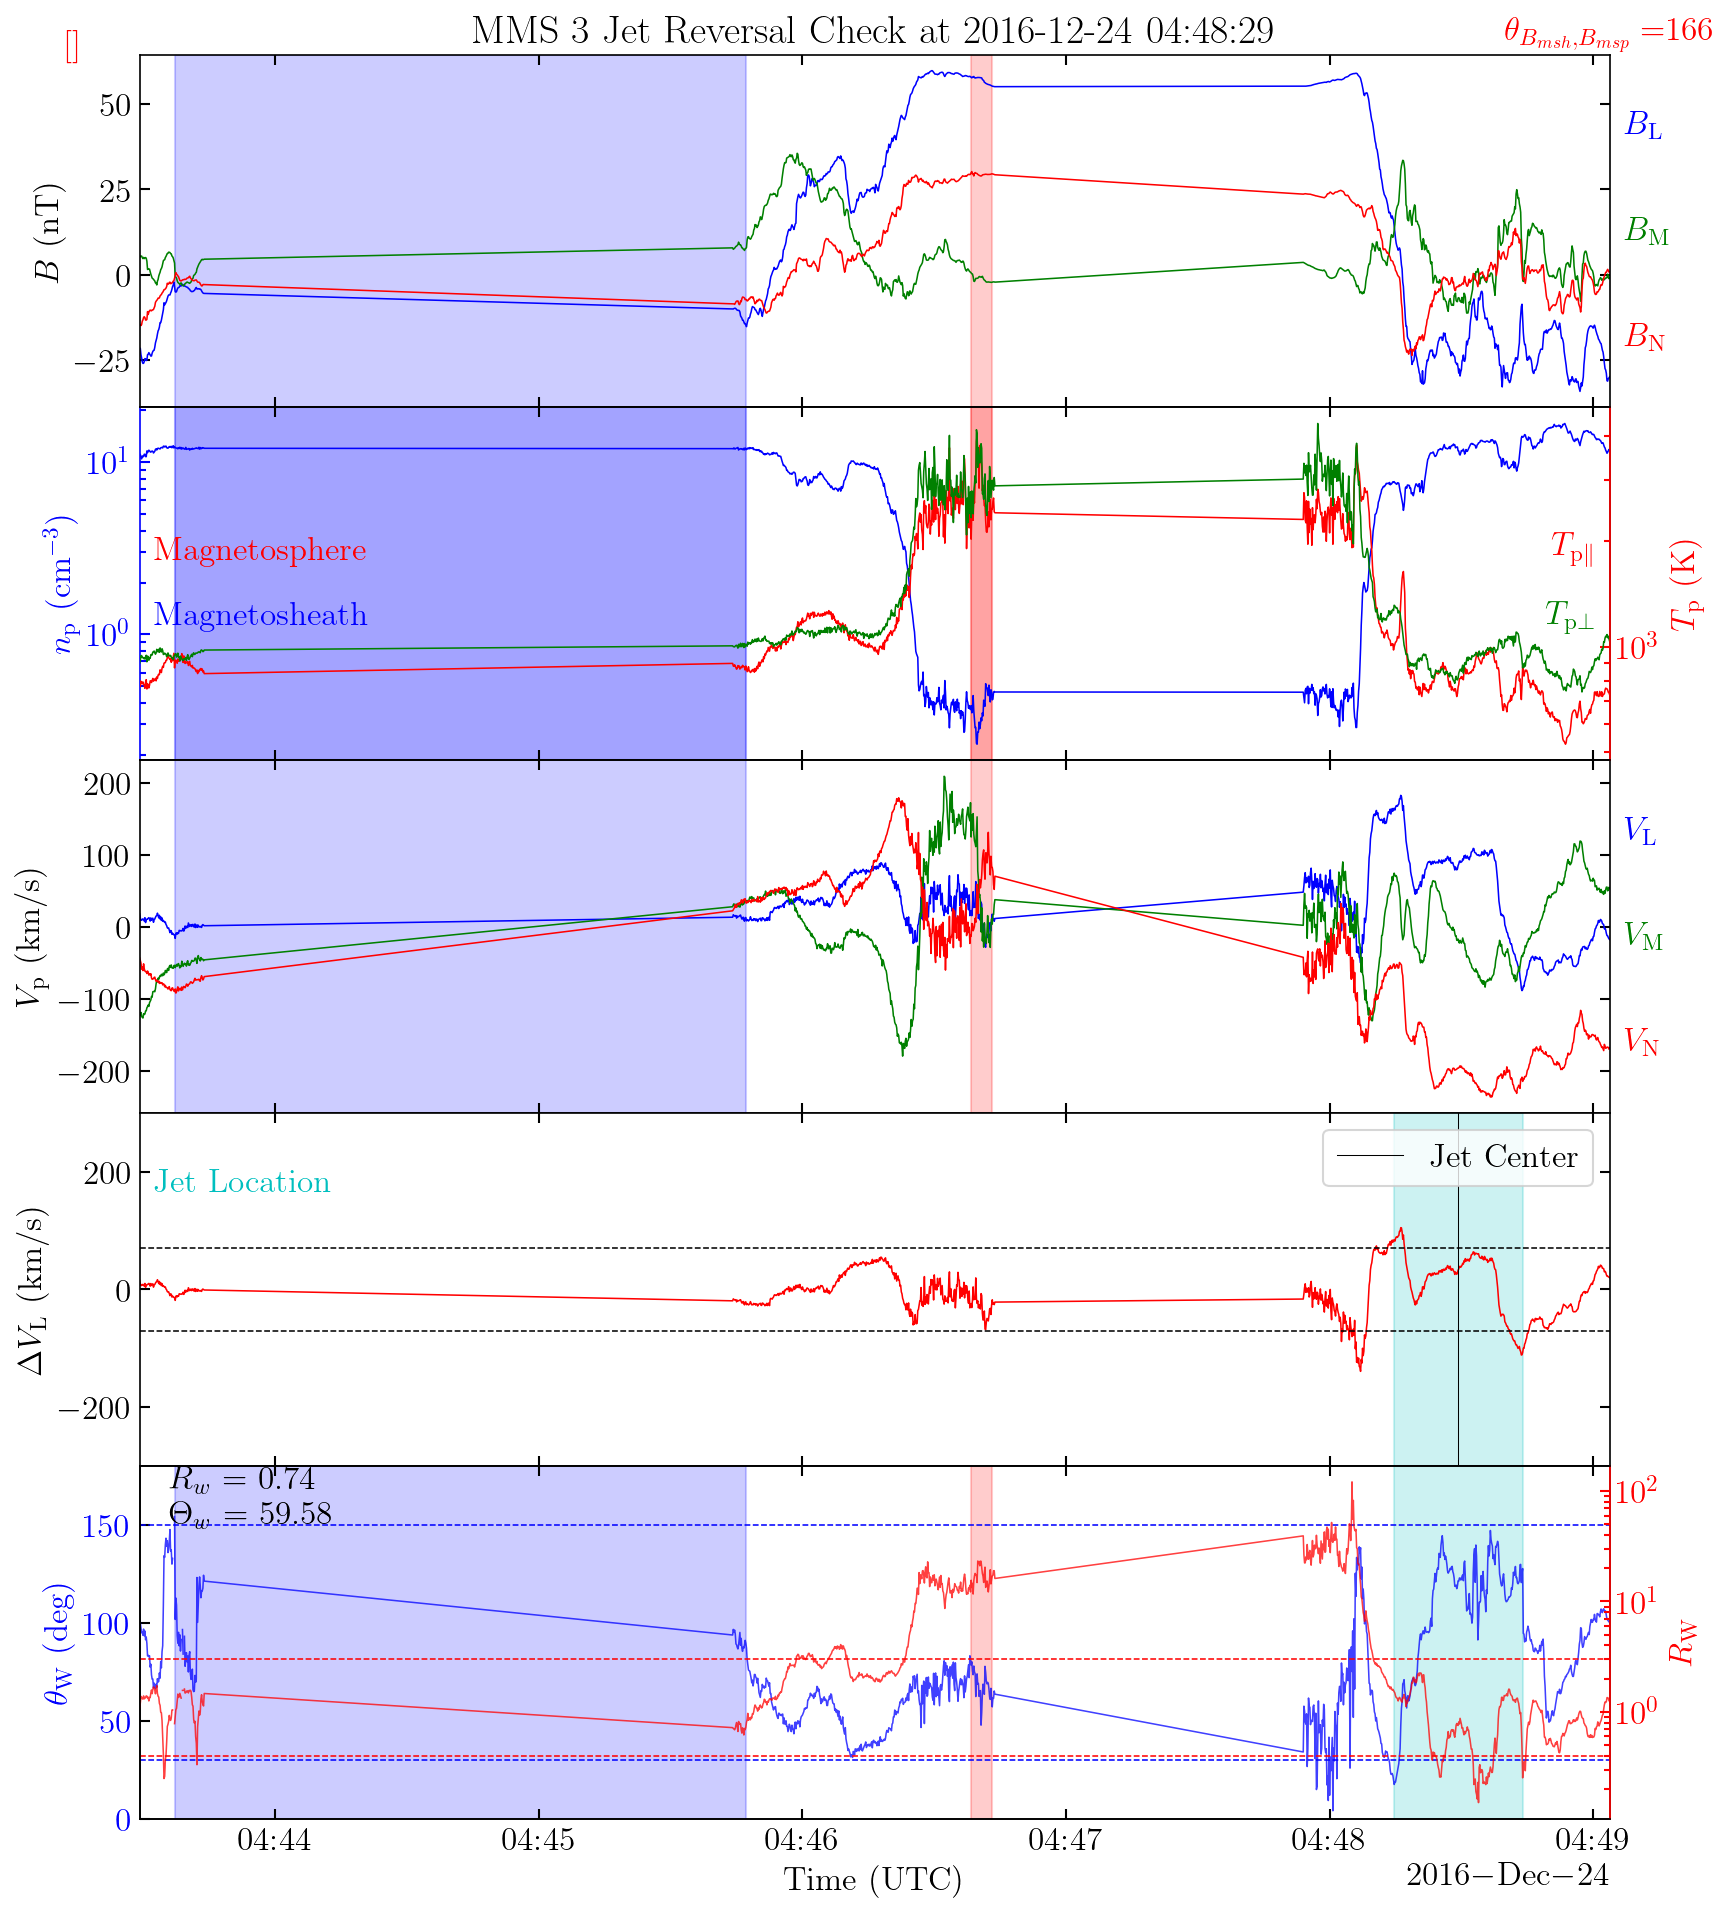 MMS 3 Jet Reversal Check at 2016-12-24 04:48:29
θ_{B_{msh},B_{msp}} =166
[]
50
25
0
−25
B (nT)
B_L
B_M
B_N
10^1
10^0
n_p (cm^{−3})
Magnetosphere
Magnetosheath
T_{p∥}
T_{p⊥}
10^3
T_p (K)
200
100
0
−100
−200
V_p (km/s)
V_L
V_M
V_N
200
0
−200
ΔV_L (km/s)
Jet Location
Jet Center
R_w = 0.74
Θ_w = 59.58
150
100
50
0
θ_W (deg)
10^2
10^1
10^0
R_W
04:44 04:45 04:46 04:47 04:48 04:49
Time (UTC)
2016−Dec−24